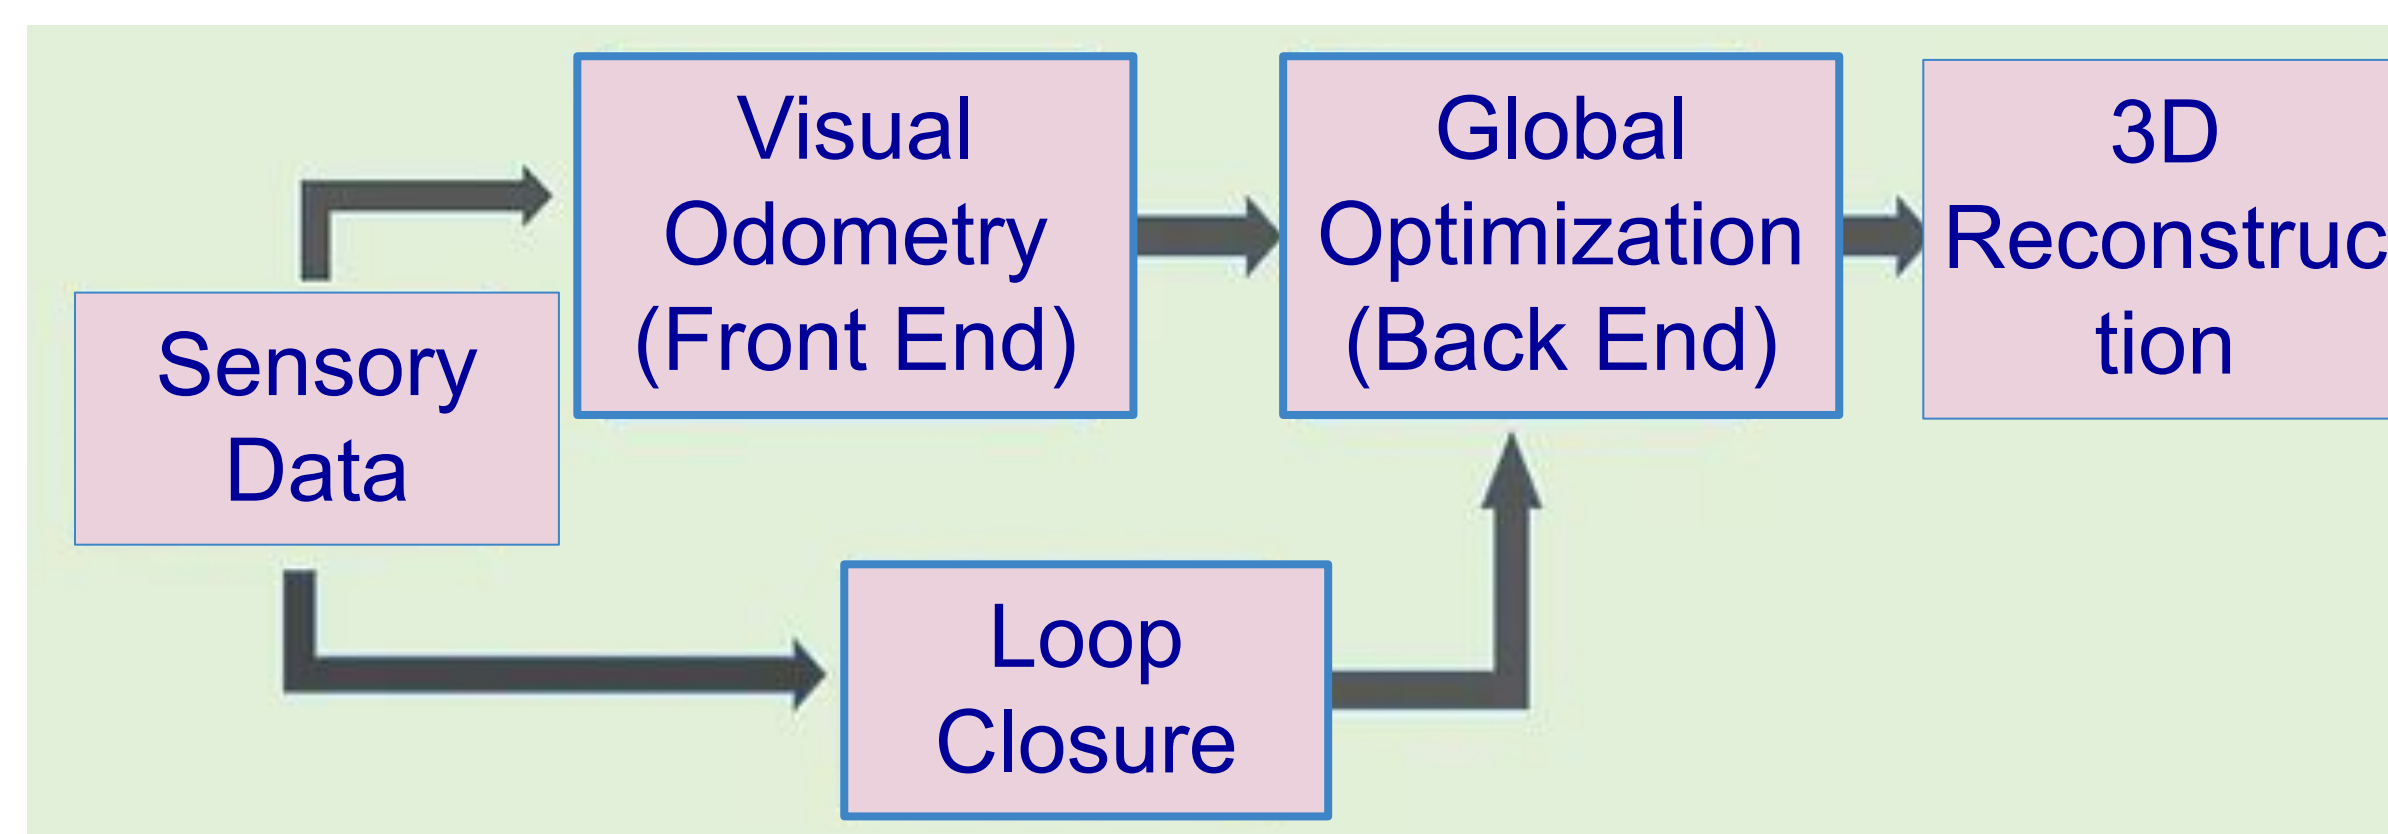 Visual
Odometry
(Front End)
Global
Optimization
(Back End)
3D
Reconstruc
tion
Sensory
Data
Loop
Closure